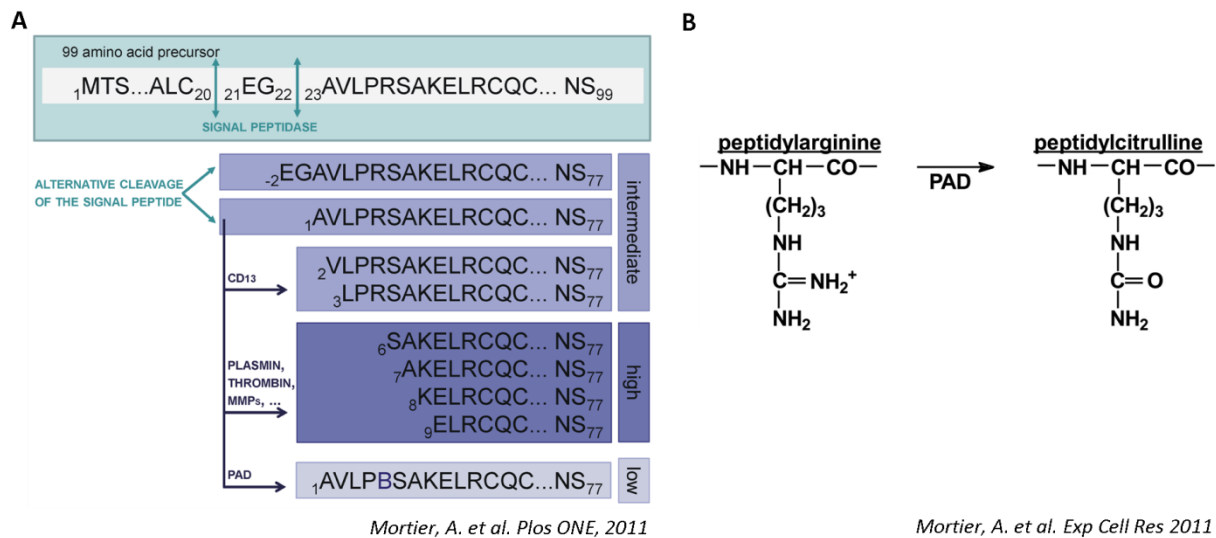 A
99 amino acid precursor
1MTS...ALC20 21EG22 23AVLPRSAKELRCQC... NS99
SIGNAL PEPTIDASE
ALTERNATIVE CLEAVAGE
OF THE SIGNAL PEPTIDE
-2EGAVLPRSAKELRCQC... NS77
1AVLPRSAKELRCQC... NS77
CD13
2VLPRSAKELRCQC... NS77
3LPRSAKELRCQC... NS77
intermediate
PLASMIN,
THROMBIN,
MMPs, ...
6SAKELRCQC... NS77
7AKELRCQC... NS77
8KELRCQC... NS77
9ELRCQC... NS77
high
PAD
1AVLPBSAKELRCQC...NS77
low
Mortier, A. et al. Plos ONE, 2011
B
peptidylarginine
—NH—CH—CO—
(CH2)3
NH
C=NH2+
NH2
PAD
peptidylcitrulline
—NH—CH—CO—
(CH2)3
NH
C=O
NH2
Mortier, A. et al. Exp Cell Res 2011